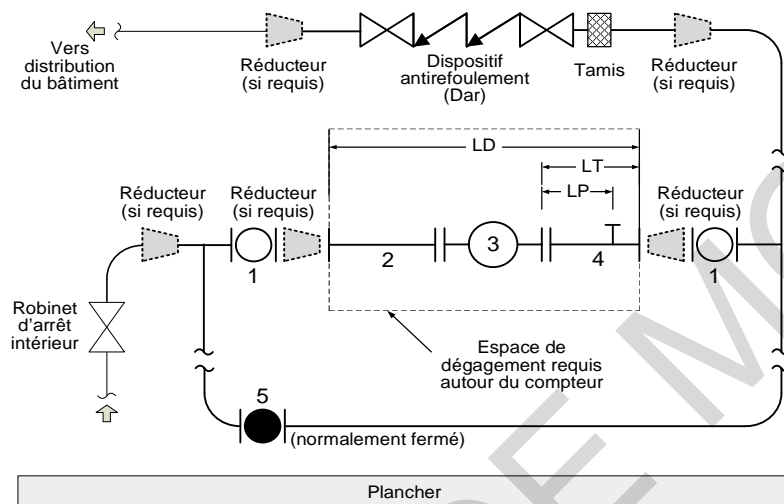 Vers
distribution
du bâtiment
Réducteur
(si requis)
Dispositif
antirefoulement
(Dar)
Tamis
Réducteur
(si requis)
LD
LT
LP
Réducteur
(si requis)
Réducteur
(si requis)
Réducteur
(si requis)
1
2
3
4
1
Robinet
d'arrêt
intérieur
Espace de
dégagement requis
autour du compteur
5
(normalement fermé)
Plancher